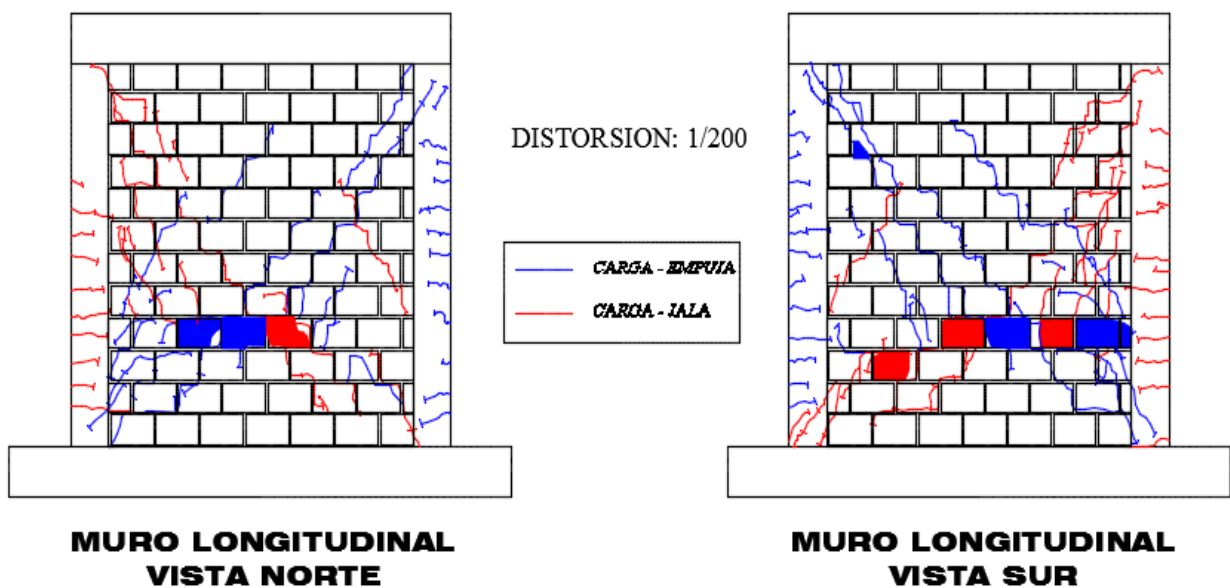 DISTORSION: 1/200
CARGA - EMPUJA
CARGA - JALA
MURO LONGITUDINAL
VISTA NORTE
MURO LONGITUDINAL
VISTA SUR